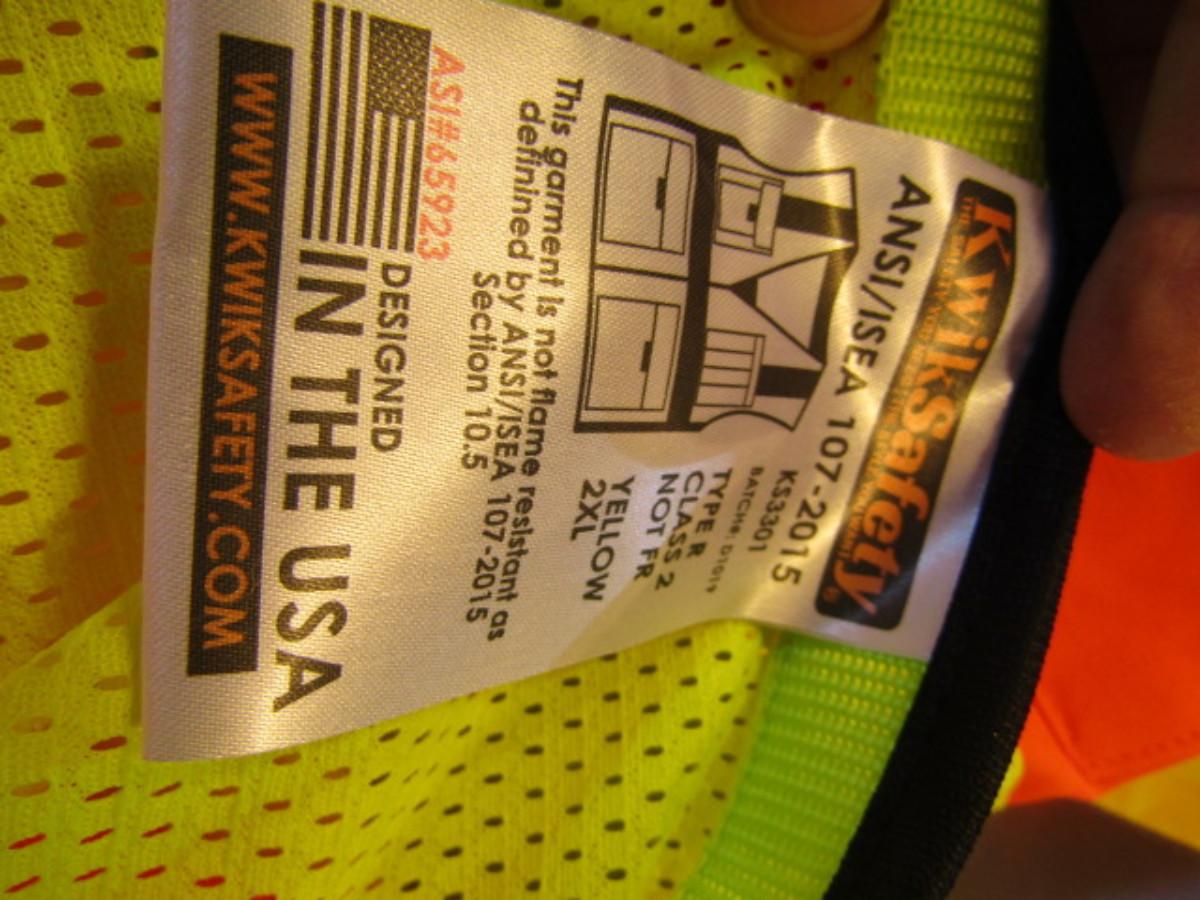 KwikSafety®
ANSI/ISEA 107-2015
KS3301
TYPE R
CLASS 2
NOT FR
YELLOW
2XL
This garment is not flame resistant as
defined by ANSI/ISEA 107-2015
Section 10.5
ASI#65923
DESIGNED
IN THE USA
WWW.KWIKSAFETY.COM